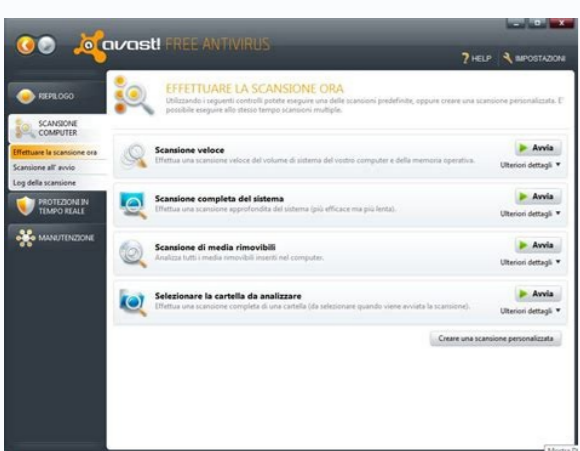 avast! FREE ANTIVIRUS
? HELP
IMPOSTAZIONI
RIEPILOGO
SCANSIONE COMPUTER
Effettuare la scansione ora
Scansione all' avvio
Log della scansione
PROTEZIONI IN TEMPO REALE
MANUTENZIONE
EFFETTUARE LA SCANSIONE ORA
Utilizzando i seguenti controlli potete eseguire una delle scansioni predefinite, oppure creare una scansione personalizzata. E'
possibile eseguire allo stesso tempo scansioni multiple.
Scansione veloce
Effettua una scansione veloce del volume di sistema del vostro computer e della memoria operativa.
Avvia
Ulteriori dettagli
Scansione completa del sistema
Effettua una scansione approfondita del sistema (più efficace ma più lenta).
Avvia
Ulteriori dettagli
Scansione di media rimovibili
Analizza tutti i media rimovibili inseriti nel computer.
Avvia
Ulteriori dettagli
Selezionare la cartella da analizzare
Effettua una scansione completa di una cartella (da selezionare quando viene avviata la scansione).
Avvia
Ulteriori dettagli
Creare una scansione personalizzata